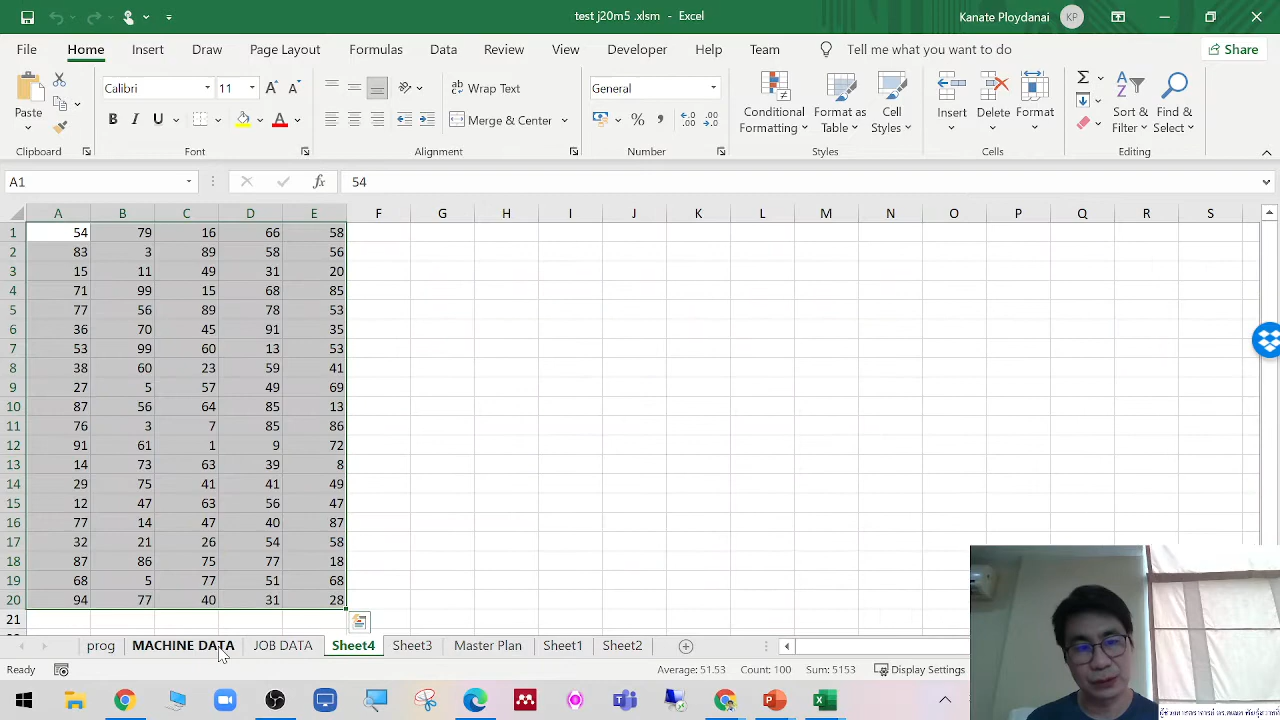 test j20m5 .xlsm - Excel
Kanate Ploydanai KP
File Home Insert Draw Page Layout Formulas Data Review View Developer Help Team Tell me what you want to do Share
Paste
Calibri 11
Wrap Text
General
Merge & Center
Conditional Formatting
Format as Table
Cell Styles
Insert
Delete
Format
Sort & Filter
Find & Select
Clipboard Font Alignment Number Styles Cells Editing
A1 fx 54
A B C D E F G H I J K L M N O P Q R S
1 54 79 16 66 58
2 83 3 89 58 56
3 15 11 49 31 20
4 71 99 15 68 85
5 77 56 89 78 53
6 36 70 45 91 35
7 53 99 60 13 53
8 38 60 23 59 41
9 27 5 57 49 69
10 87 56 64 85 13
11 76 3 7 85 86
12 91 61 1 9 72
13 14 73 63 39 8
14 29 75 41 41 49
15 12 47 63 56 47
16 77 14 47 40 87
17 32 21 26 54 58
18 87 86 75 77 18
19 68 5 77 51 68
20 94 77 40 31 28
21
prog MACHINE DATA JOB DATA Sheet4 Sheet3 Master Plan Sheet1 Sheet2
Ready Average: 51.53 Count: 100 Sum: 5153 Display Settings